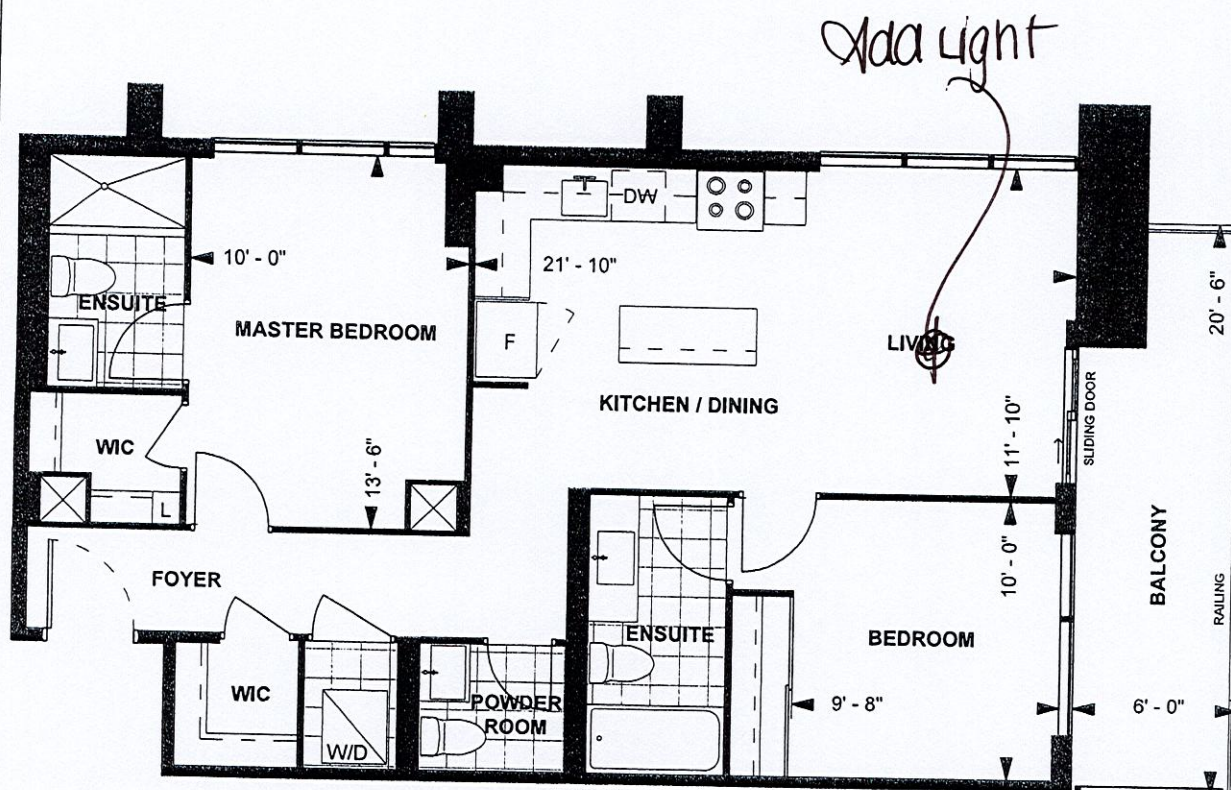 Add Light
DW
10' - 0"
21' - 10"
20' - 6"
ENSUITE
MASTER BEDROOM
F
LIVING
KITCHEN / DINING
SLIDING DOOR
WIC
13' - 6"
11' - 10"
L
BALCONY
10' - 0"
FOYER
RAILING
ENSUITE
BEDROOM
WIC
POWDER
ROOM
9' - 8"
6' - 0"
W/D